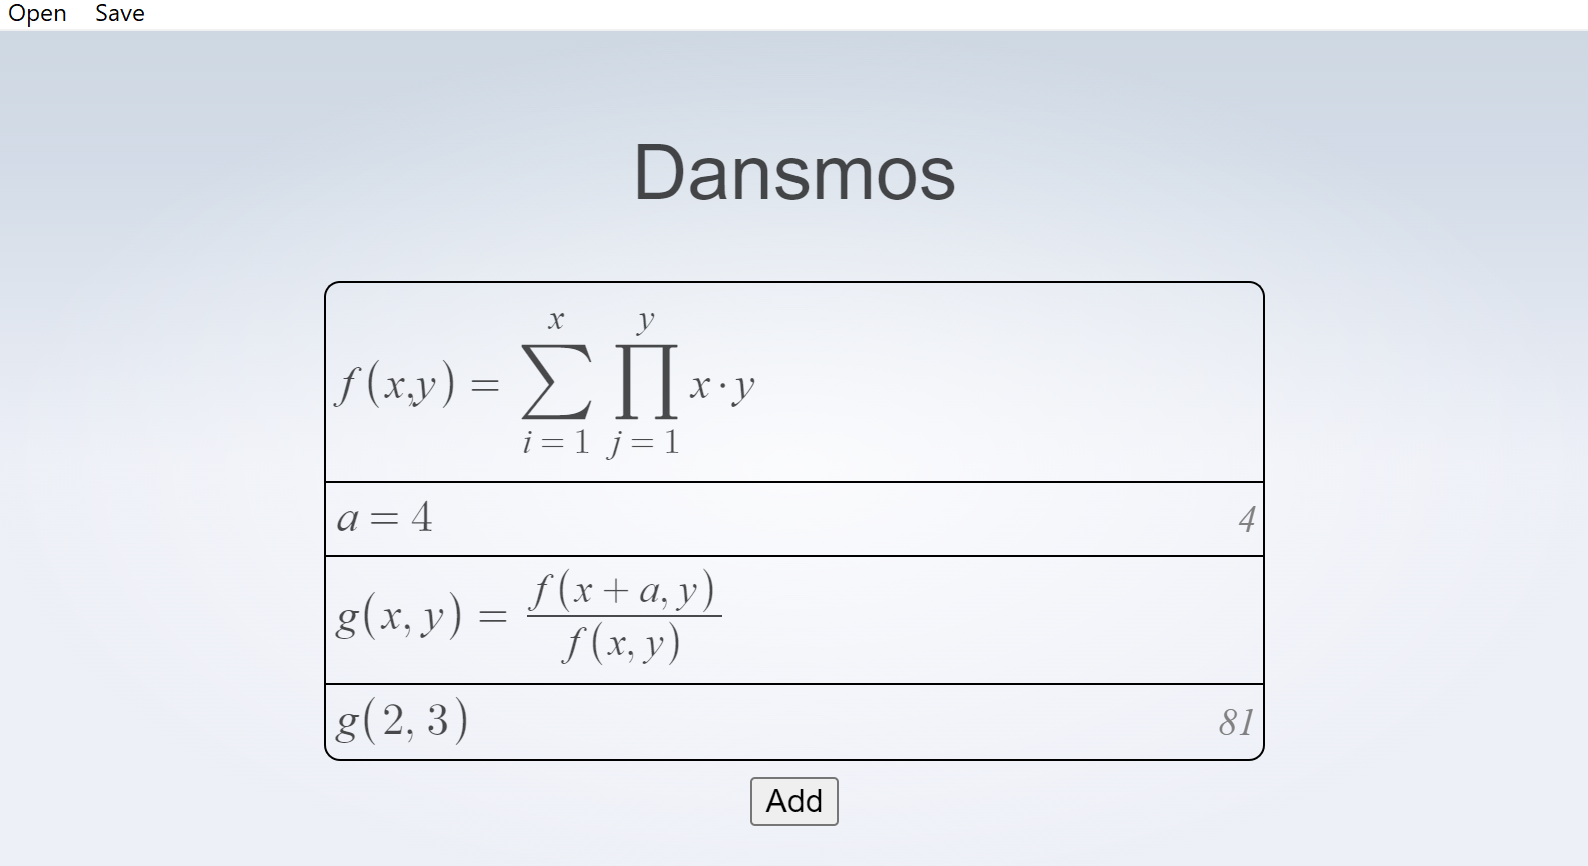 Open Save
Dansmos
f(x,y) = \sum_{i=1}^{x} \prod_{j=1}^{y} x \cdot y
a = 4 4
g(x, y) = \frac{f(x + a, y)}{f(x, y)}
g(2, 3) 81
Add